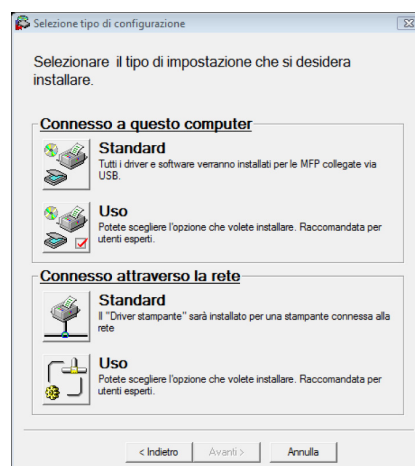 Selezione tipo di configurazione
Selezionare il tipo di impostazione che si desidera
installare.
Connesso a questo computer
Standard
Tutti i driver e software verranno installati per le MFP collegate via
USB.
Uso
Potete scegliere l'opzione che volete installare. Raccomandata per
utenti esperti.
Connesso attraverso la rete
Standard
Il "Driver stampante" sarà installato per una stampante connessa alla
rete
Uso
Potete scegliere l'opzione che volete installare. Raccomandata per
utenti esperti.
< Indietro
Avanti >
Annulla